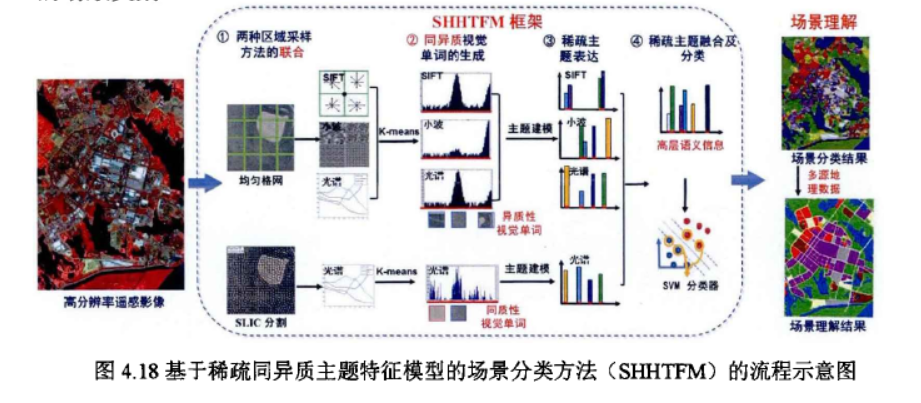 SHHTFM 框架
① 两种区域采样
方法的联合
② 同异质视觉
单词的生成
③ 稀疏主
题表达
④ 稀疏主题融合及
分类
场景理解
SIFT
小波
光谱
均匀格网
K-means
SIFT
小波
光谱
异质性
视觉单词
主题建模
SIFT
小波
光谱
高层语义信息
SVM 分类器
高分辨率遥感影像
SLIC 分割
光谱
K-means
光谱
同质性
视觉单词
主题建模
光谱
场景分类结果
多源地
理数据
场景理解结果
图 4.18 基于稀疏同异质主题特征模型的场景分类方法（SHHTFM）的流程示意图